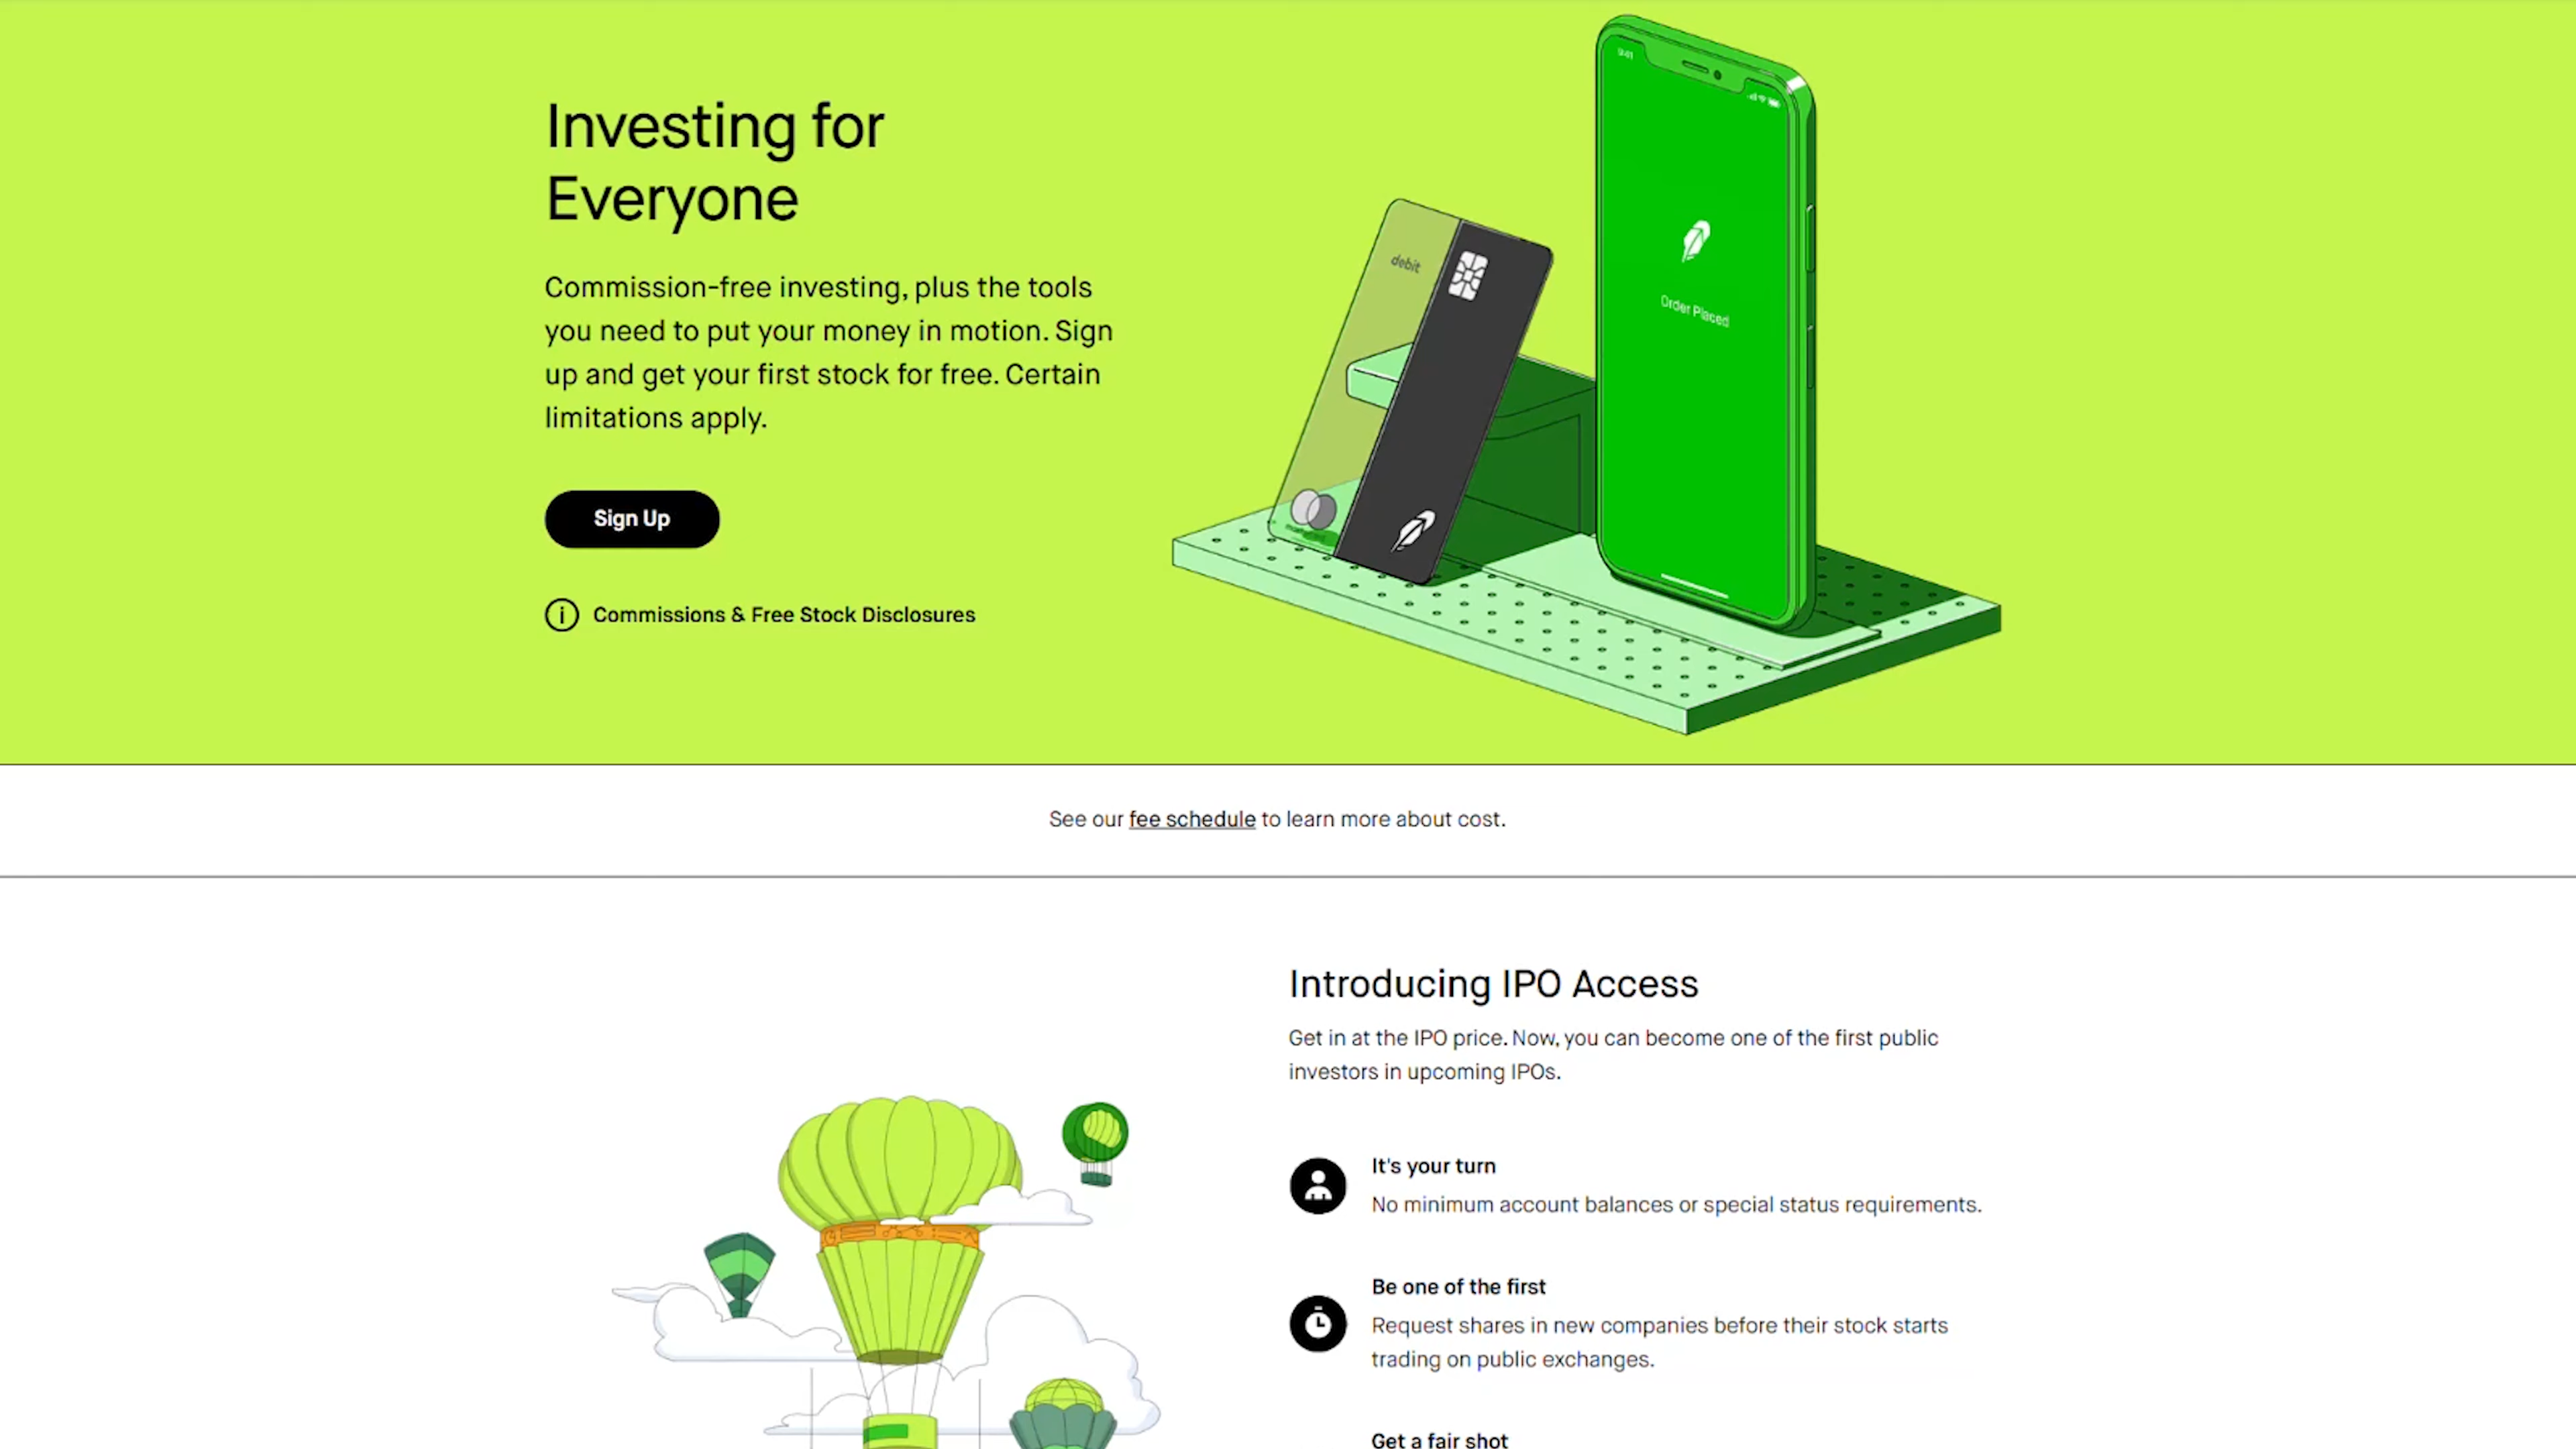 Investing for
Everyone
Commission-free investing, plus the tools
you need to put your money in motion. Sign
up and get your first stock for free. Certain
limitations apply.
Sign Up
Commissions & Free Stock Disclosures
debit
9:41
Order Placed
See our fee schedule to learn more about cost.
Introducing IPO Access
Get in at the IPO price. Now, you can become one of the first public
investors in upcoming IPOs.
It's your turn
No minimum account balances or special status requirements.
Be one of the first
Request shares in new companies before their stock starts
trading on public exchanges.
Get a fair shot